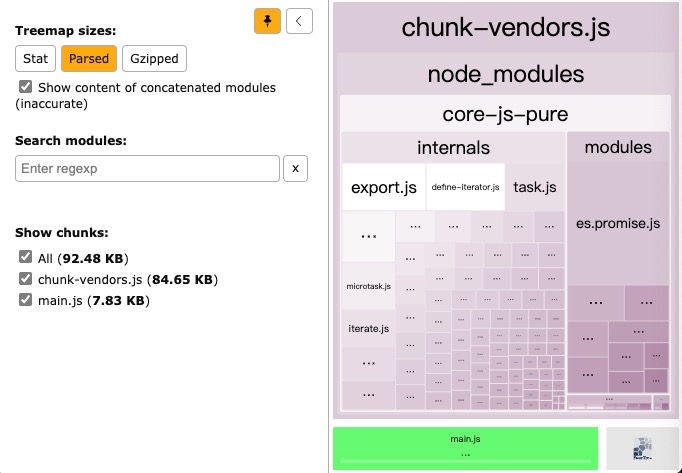 Treemap sizes:
<
Stat
Parsed
Gzipped
Show content of concatenated modules
(inaccurate)
Search modules:
Enter regexp
x
Show chunks:
All (92.48 KB)
chunk-vendors.js (84.65 KB)
main.js (7.83 KB)
chunk-vendors.js
node_modules
core-js-pure
internals
modules
export.js
define-iterator.js
task.js
es.promise.js
microtask.js
iterate.js
main.js
...